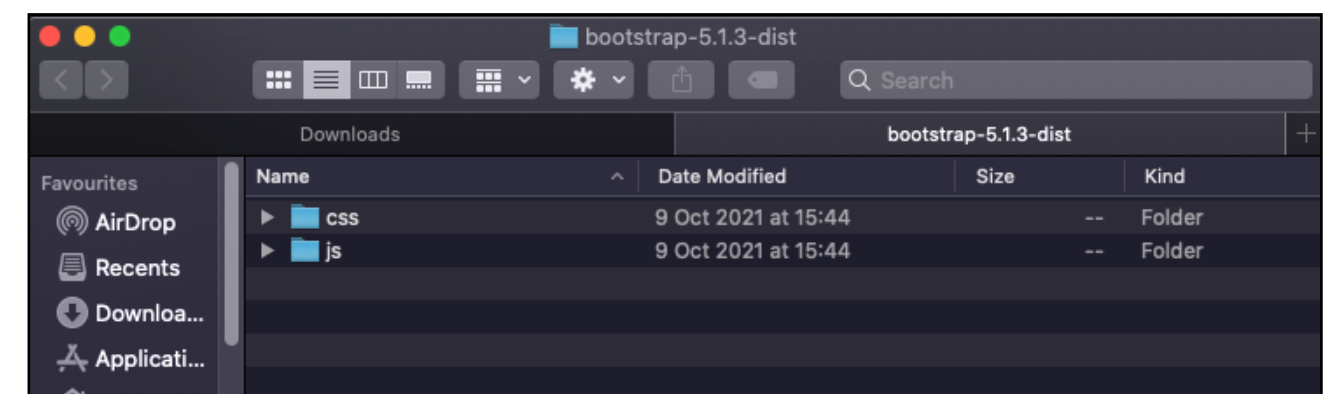 bootstrap-5.1.3-dist
Search
Downloads bootstrap-5.1.3-dist +
Favourites
AirDrop
Recents
Downloa...
Applicati...
Name Date Modified Size Kind
css 9 Oct 2021 at 15:44 -- Folder
js 9 Oct 2021 at 15:44 -- Folder